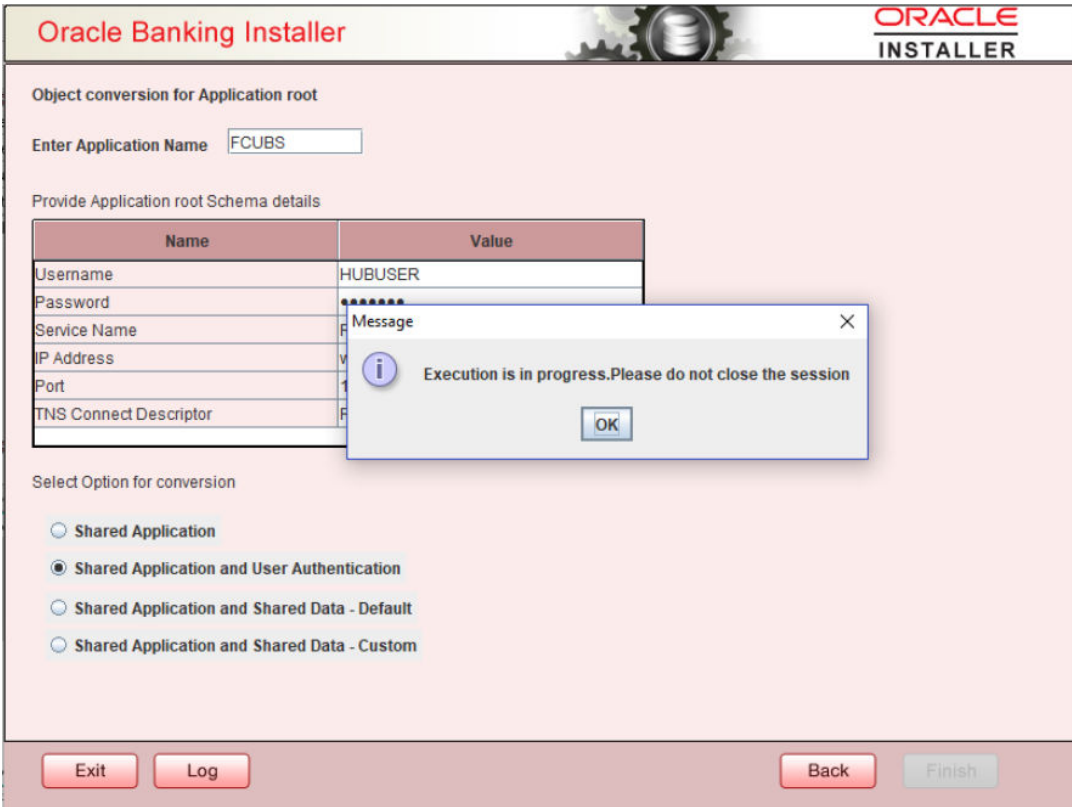 Oracle Banking Installer
ORACLE
INSTALLER
Object conversion for Application root
Enter Application Name FCUBS
Provide Application root Schema details
Name Value
Username HUBUSER
Password •••••••
Service Name
IP Address
Port
TNS Connect Descriptor
Message
Execution is in progress.Please do not close the session
OK
Select Option for conversion
Shared Application
Shared Application and User Authentication
Shared Application and Shared Data - Default
Shared Application and Shared Data - Custom
Exit Log Back Finish